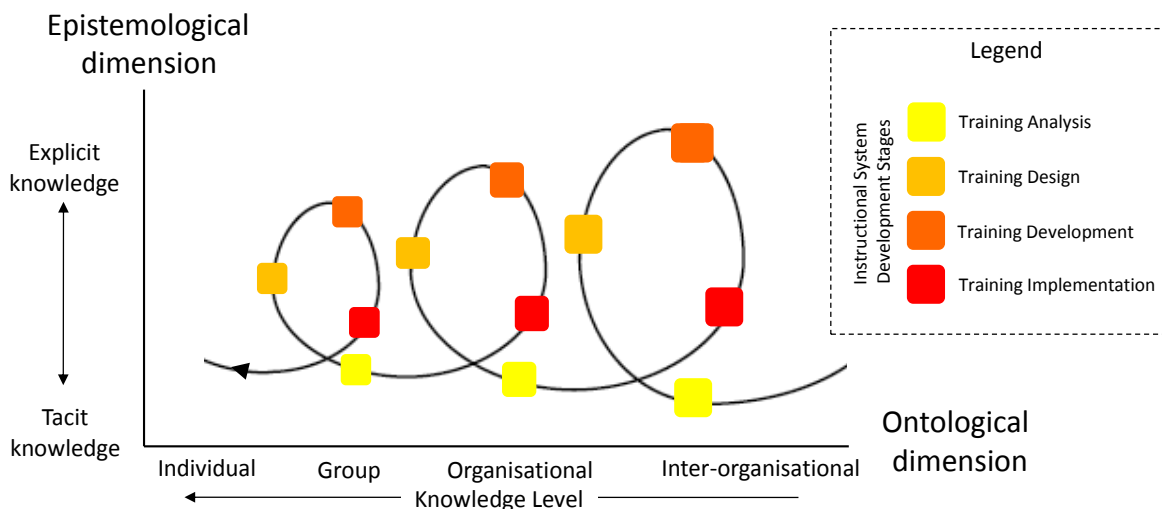 Epistemological
dimension
Explicit
knowledge
Tacit
knowledge
Individual
Group
Organisational
Inter-organisational
Knowledge Level
Ontological
dimension
Legend
Instructional System
Development Stages
Training Analysis
Training Design
Training Development
Training Implementation